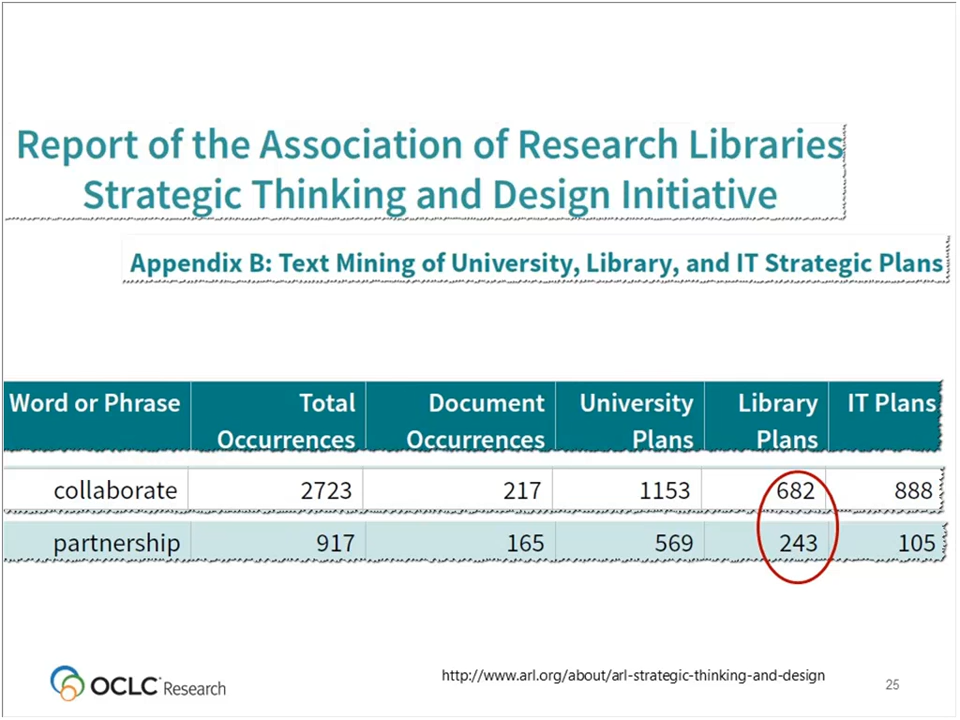 Report of the Association of Research Libraries
Strategic Thinking and Design Initiative
Appendix B: Text Mining of University, Library, and IT Strategic Plans
Word or Phrase Total Occurrences Document Occurrences University Plans Library Plans IT Plans
collaborate 2723 217 1153 682 888
partnership 917 165 569 243 105
OCLC Research
http://www.arl.org/about/arl-strategic-thinking-and-design
25